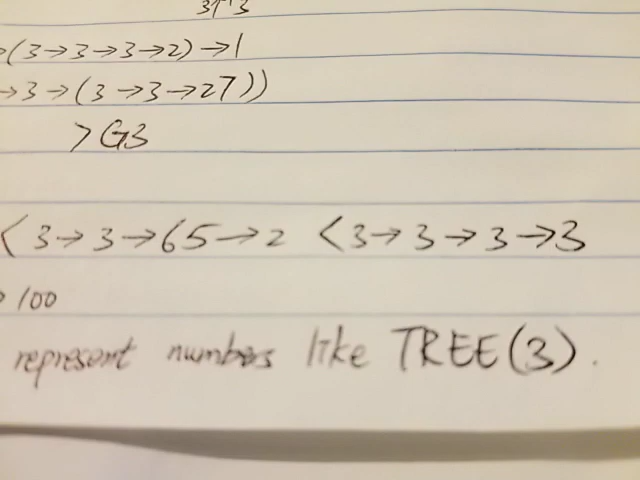 3↑3
→(3→3→3→2)→1
→3→(3→3→27))
>G3
<3→3→65→2 <3→3→3→3
→ 100
represent numbers like TREE(3).